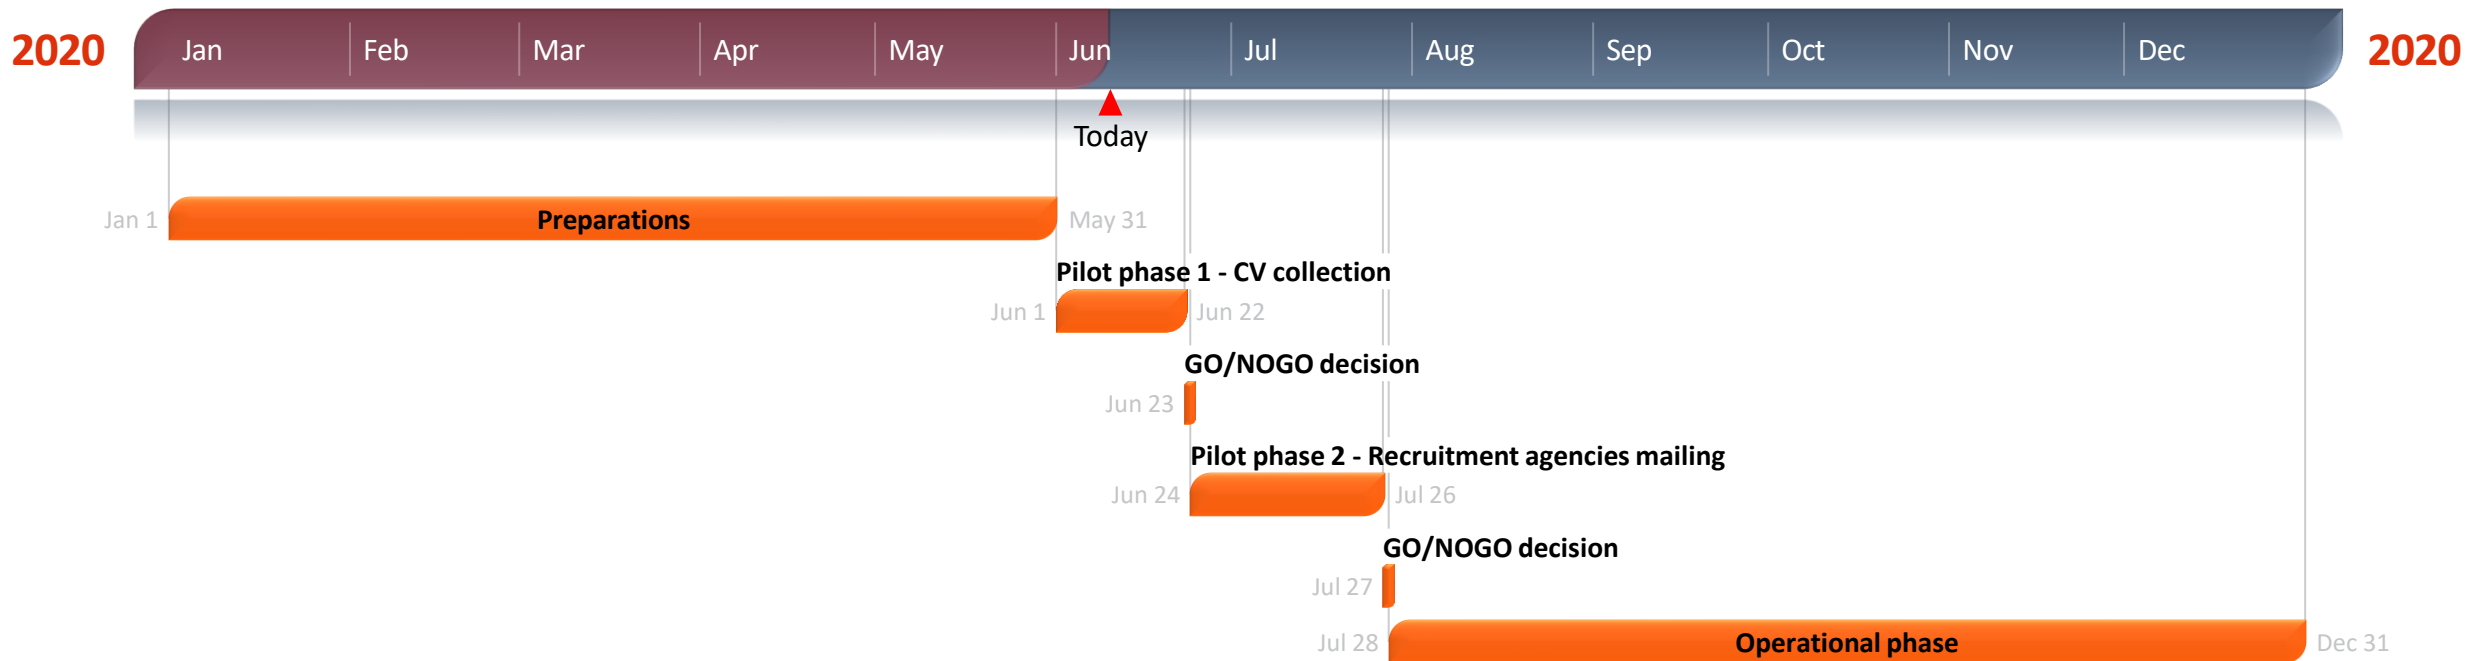 2020 Jan Feb Mar Apr May Jun Jul Aug Sep Oct Nov Dec 2020
Today
Jan 1 Preparations May 31
Pilot phase 1 - CV collection
Jun 1 Jun 22
GO/NOGO decision
Jun 23
Pilot phase 2 - Recruitment agencies mailing
Jun 24 Jul 26
GO/NOGO decision
Jul 27
Jul 28 Operational phase Dec 31